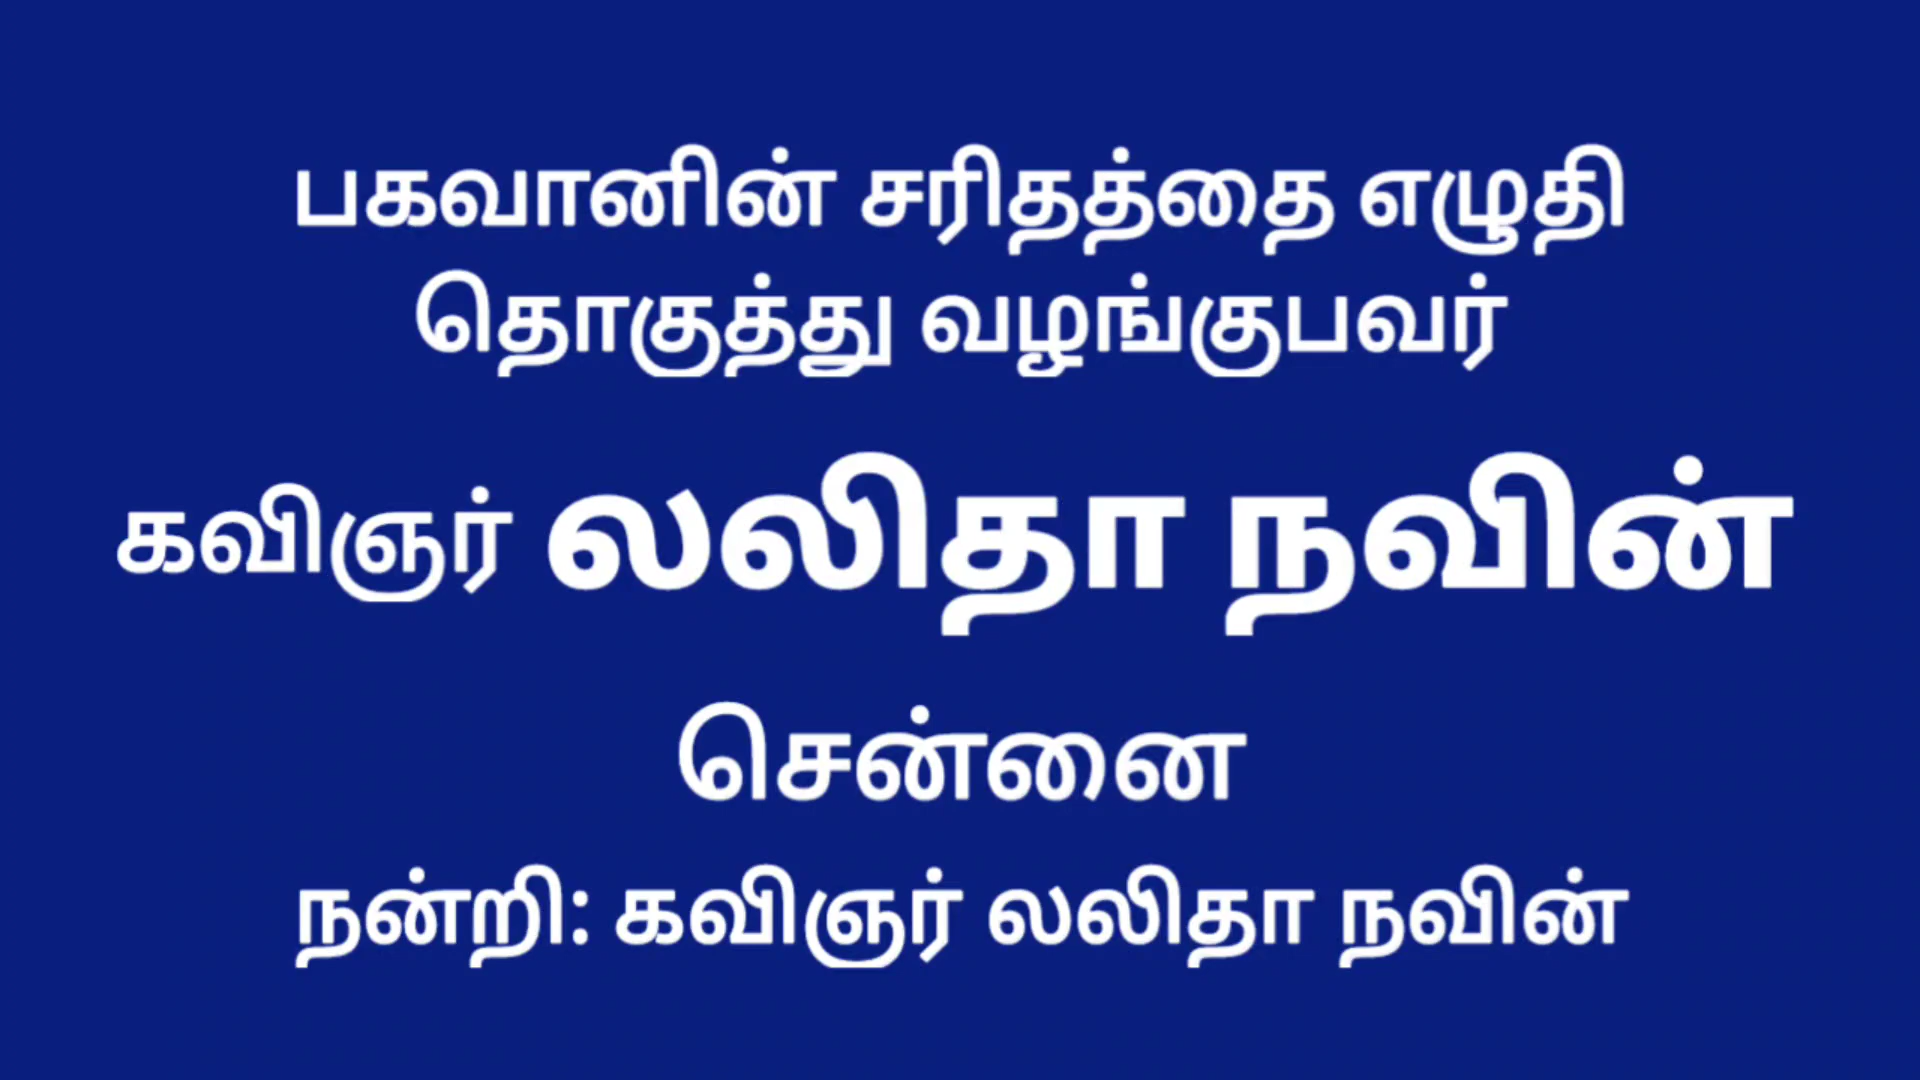 பகவானின் சரிதத்தை எழுதி
தொகுத்து வழங்குபவர்
கவிஞர் லலிதா நவின்
சென்னை
நன்றி: கவிஞர் லலிதா நவின்